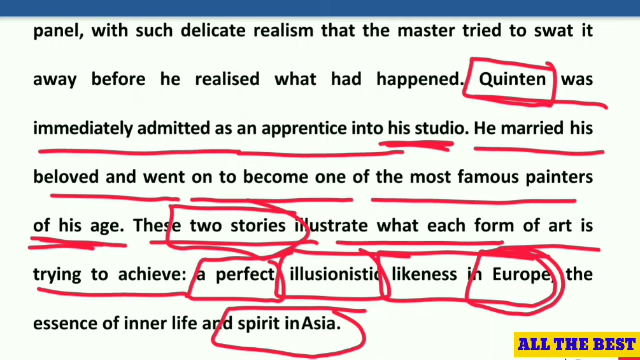 panel, with such delicate realism that the master tried to swat it
away before he realised what had happened. Quinten was
immediately admitted as an apprentice into his studio. He married his
beloved and went on to become one of the most famous painters
of his age. These two stories illustrate what each form of art is
trying to achieve: a perfect illusionistic likeness in Europe, the
essence of inner life and spirit inAsia.
ALL THE BEST